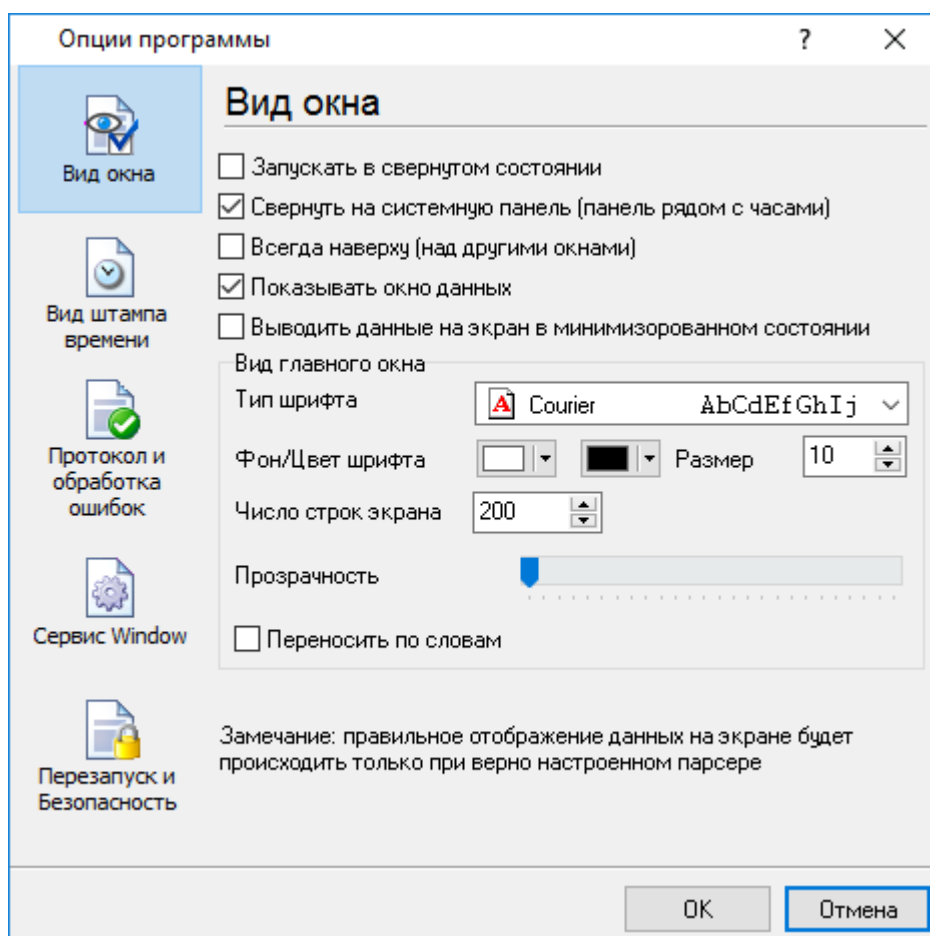 Опции программы
?
Вид окна
Вид окна
Запускать в свернутом состоянии
Свернуть на системную панель (панель рядом с часами)
Всегда наверху (над другими окнами)
Вид штампа
времени
Показывать окно данных
Выводить данные на экран в минимизорованном состоянии
Вид главного окна
Тип шрифта
A Courier AbCdEfGhIj
Протокол и
обработка
ошибок
Фон/Цвет шрифта
Размер 10
Число строк экрана 200
Прозрачность
Сервис Window
Переносить по словам
Перезапуск и
Безопасность
Замечание: правильное отображение данных на экране будет
происходить только при верно настроенном парсере
OK
Отмена